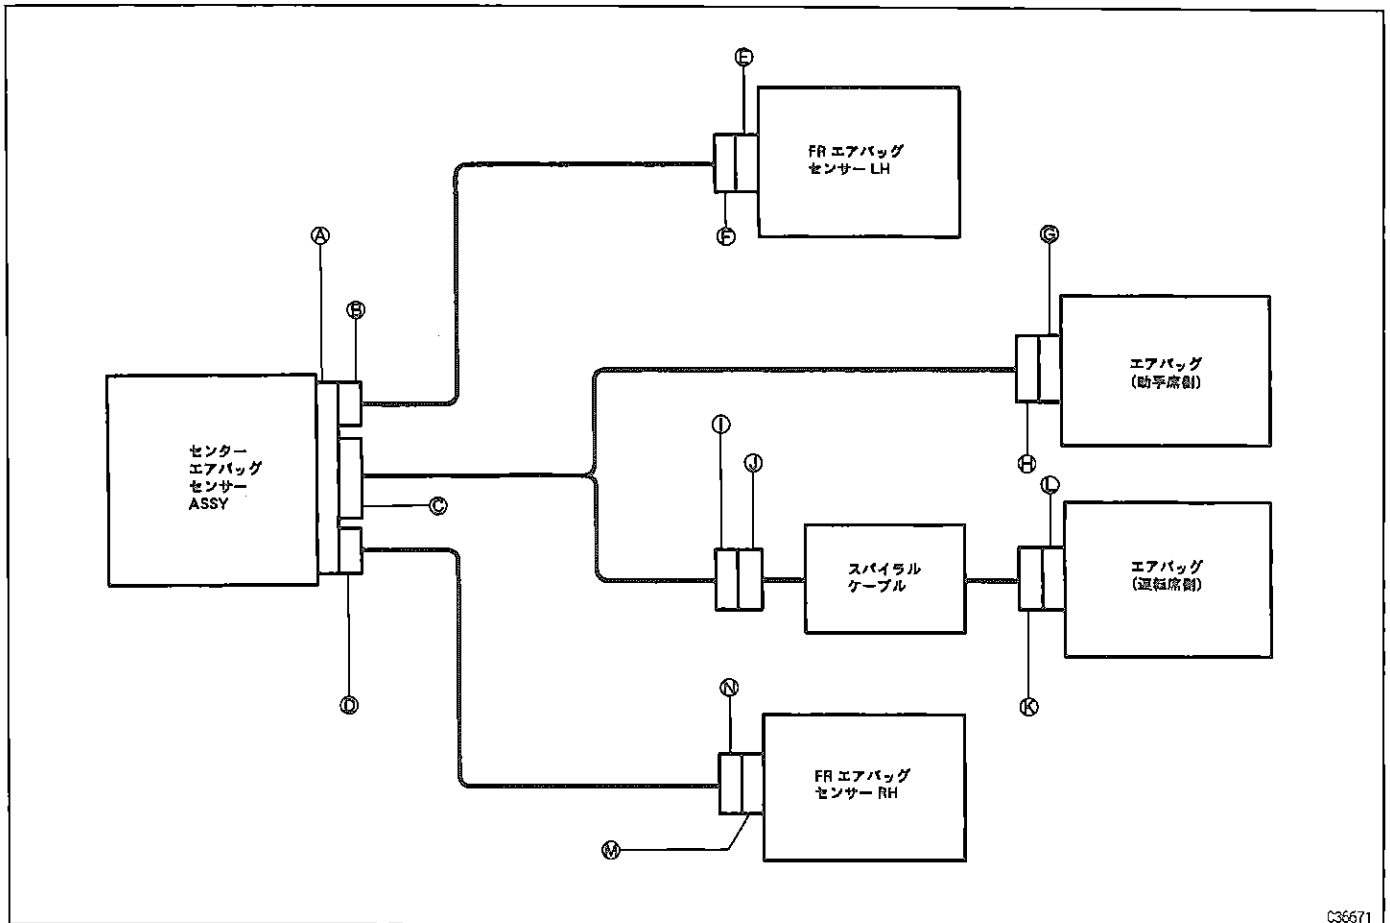 Ⓔ
FR エアバッグ
センサー LH
Ⓕ
Ⓐ
Ⓑ
Ⓖ
エアバッグ
(助手席側)
Ⓗ
センター
エアバッグ
センサー
ASSY
Ⓒ
Ⓘ
Ⓙ
スパイラル
ケーブル
Ⓛ
エアバッグ
(運転席側)
Ⓚ
Ⓓ
Ⓝ
FR エアバッグ
センサー RH
Ⓜ
C36671